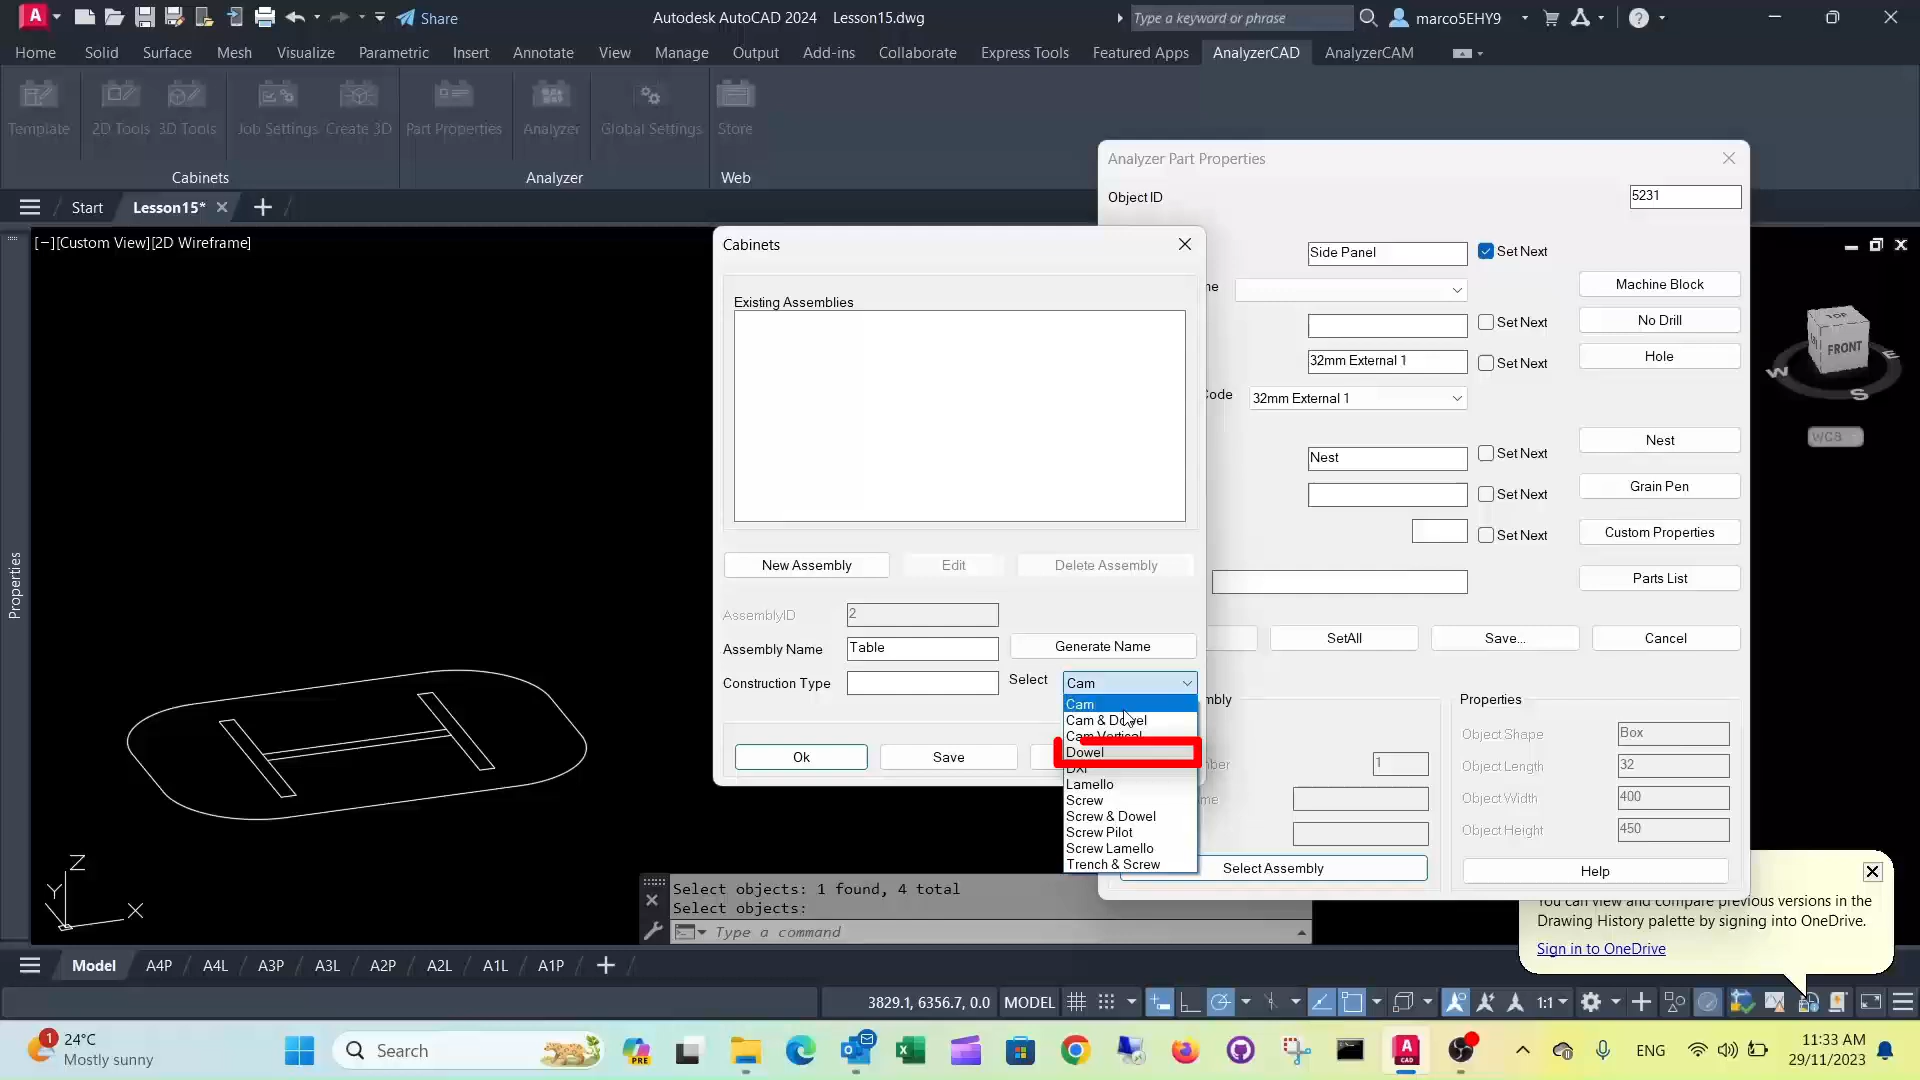 Share
Autodesk AutoCAD 2024
Lesson15.dwg
Type a keyword or phrase
marco5EHY9
Home
Solid
Surface
Mesh
Visualize
Parametric
Insert
Annotate
View
Manage
Output
Add-ins
Collaborate
Express Tools
Featured Apps
AnalyzerCAD
AnalyzerCAM
Template
2D Tools
3D Tools
Job Settings
Create 3D
Part Properties
Analyzer
Global Settings
Store
Cabinets
Analyzer
Web
Start
Lesson15*
[−][Custom View][2D Wireframe]
Properties
Analyzer Part Properties
Object ID
5231
Side Panel
Set Next
Machine Block
Set Next
No Drill
32mm External 1
Set Next
Hole
32mm External 1
Nest
Set Next
Nest
Set Next
Grain Pen
Set Next
Custom Properties
Parts List
SetAll
Save...
Cancel
Properties
Object Shape
Box
Object Length
32
1
Object Width
400
Object Height
450
Select Assembly
Help
Cabinets
Existing Assemblies
New Assembly
Edit
Delete Assembly
AssemblyID
2
Assembly Name
Table
Generate Name
Construction Type
Select
Cam
Cam
Cam & Dowel
Cam Vertical
Dowel
Lamello
Screw
Screw & Dowel
Screw Pilot
Screw Lamello
Trench & Screw
Ok
Save
TOP
FRONT
W
S
E
WCS
Z
Y
X
Select objects: 1 found, 4 total
Select objects:
Type a command
You can view and compare previous versions in the
Drawing History palette by signing into OneDrive.
Sign in to OneDrive
Model
A4P
A4L
A3P
A3L
A2P
A2L
A1L
A1P
3829.1, 6356.7, 0.0
MODEL
1:1
1
24°C
Mostly sunny
Search
PRE
CAD
ENG
11:33 AM
29/11/2023